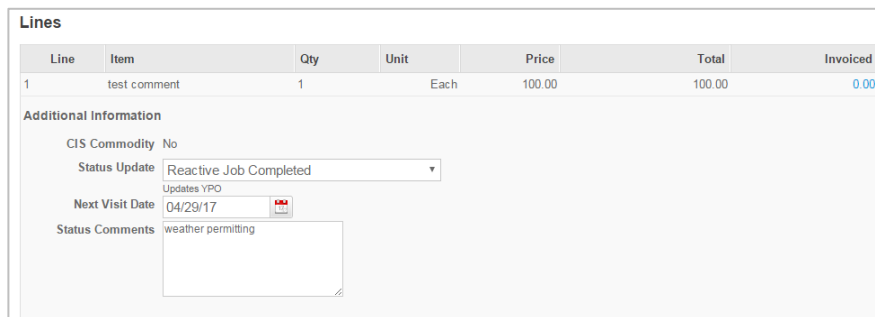 Lines
Line Item Qty Unit Price Total Invoiced
1 test comment 1 Each 100.00 100.00 0.00
Additional Information
CIS Commodity No
Status Update Reactive Job Completed
Updates YPO
Next Visit Date 04/29/17
Status Comments weather permitting